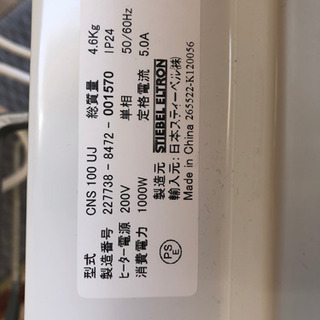 型式 CNS 100 UJ 総質量 4.6Kg
製造番号 227738 - 8472 - 001570 IP24
ヒーター電源 200V 単相 50/60Hz
消費電力 1000W 定格電流 5.0A
製造元 STIEBEL ELTRON
輸入元: 日本スティーベル(株)
Made in China 265522-K120056
PS
E